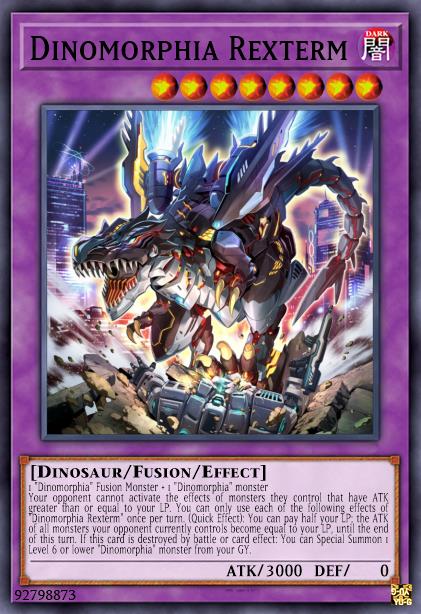 DINOMORPHIA REXTERM
DARK
闇
[DINOSAUR/FUSION/EFFECT]
1 "Dinomorphia" Fusion Monster + 1 "Dinomorphia" monster
Your opponent cannot activate the effects of monsters they control that have ATK
greater than or equal to your LP. You can only use each of the following effects of
"Dinomorphia Rexterm" once per turn. (Quick Effect): You can pay half your LP; the ATK
of all monsters your opponent currently controls become equal to your LP, until the end
of this turn. If this card is destroyed by battle or card effect: You can Special Summon 1
Level 6 or lower "Dinomorphia" monster from your GY.
ATK/3000 DEF/ 0
92798873